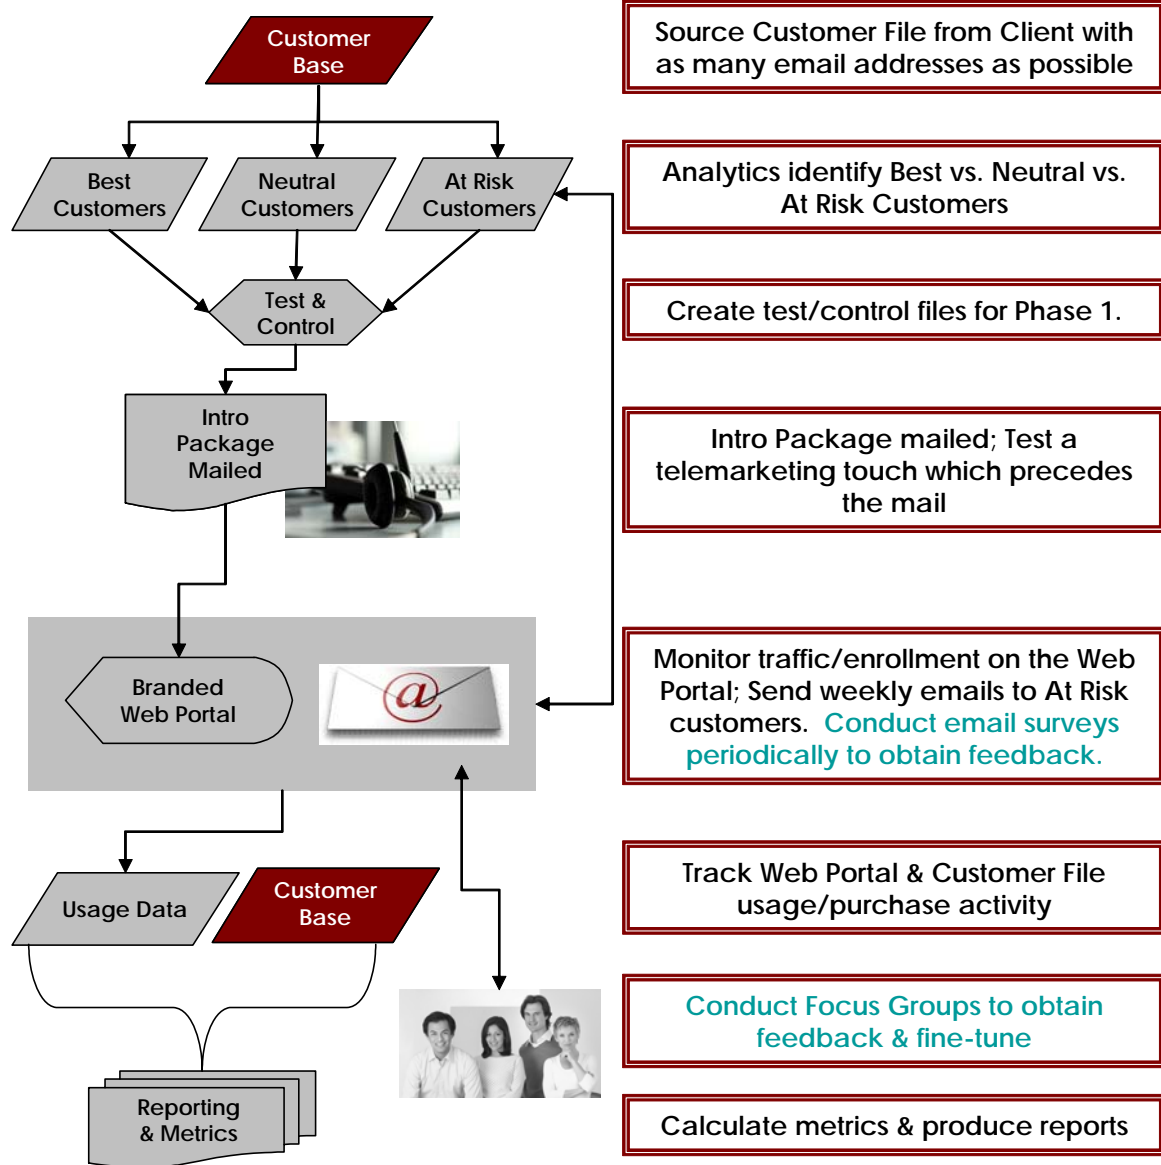 Customer
Base
Source Customer File from Client with
as many email addresses as possible
Best
Customers
Neutral
Customers
At Risk
Customers
Analytics identify Best vs. Neutral vs.
At Risk Customers
Test &
Control
Create test/control files for Phase 1.
Intro
Package
Mailed
Intro Package mailed; Test a
telemarketing touch which precedes
the mail
Branded
Web Portal
@
Monitor traffic/enrollment on the Web
Portal; Send weekly emails to At Risk
customers.  Conduct email surveys
periodically to obtain feedback.
Usage Data
Customer
Base
Track Web Portal & Customer File
usage/purchase activity
Conduct Focus Groups to obtain
feedback & fine-tune
Reporting
& Metrics
Calculate metrics & produce reports